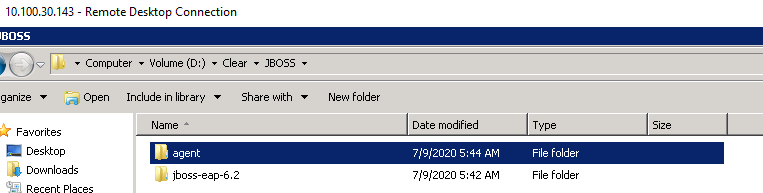 10.100.30.143 - Remote Desktop Connection
JBOSS
Computer Volume (D:) Clear JBOSS
ganize Open Include in library Share with New folder
Favorites
Desktop
Downloads
Recent Places
Name Date modified Type Size
agent 7/9/2020 5:44 AM File folder
jboss-eap-6.2 7/9/2020 5:42 AM File folder